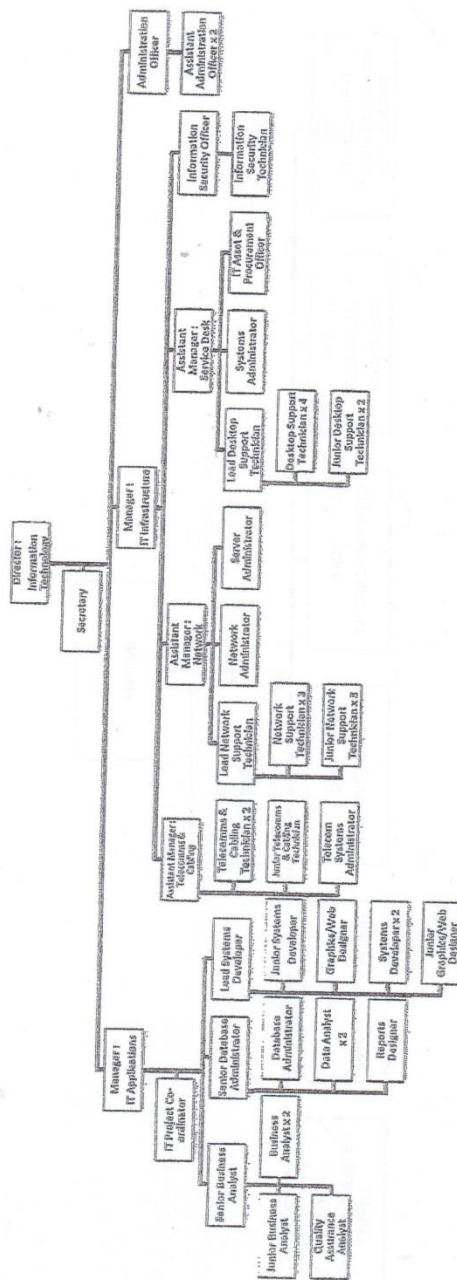 Director:
Information
Technology
Secretary
Manager:
IT Applications
IT Project Co-
ordinator
Senior Business
Analyst
Junior Business
Analyst
Business
Analyst x 2
Quality
Assurance
Analyst
Senior Database
Administrator
Database
Administrator
Data Analyst
x 2
Reports
Designer
Lead Systems
Developer
Junior Systems
Developer
Graphics/Web
Designer
Systems
Developer x 2
Junior
Graphics/Web
Designer
Manager:
IT Infrastructure
Assistant Manager:
Telecomms &
Cabling
Telecomms &
Cabling
Technician x 2
Junior Telecomms
& Cabling
Technician
Telecom
Systems
Administrator
Assistant
Manager:
Network
Lead Network
Support
Technician
Network
Support
Technician x 3
Junior Network
Support
Technician x
Network
Administrator
Server
Administrator
Assistant
Manager:
Service Desk
Lead Desktop
Support
Technician
Desktop Support
Technician x 4
Junior Desktop
Support
Technician x 2
Systems
Administrator
IT Asset &
Procurement
Officer
Information
Security Officer
Information
Security
Technician
Administration
Officer
Assistant
Administration
Officer x 2